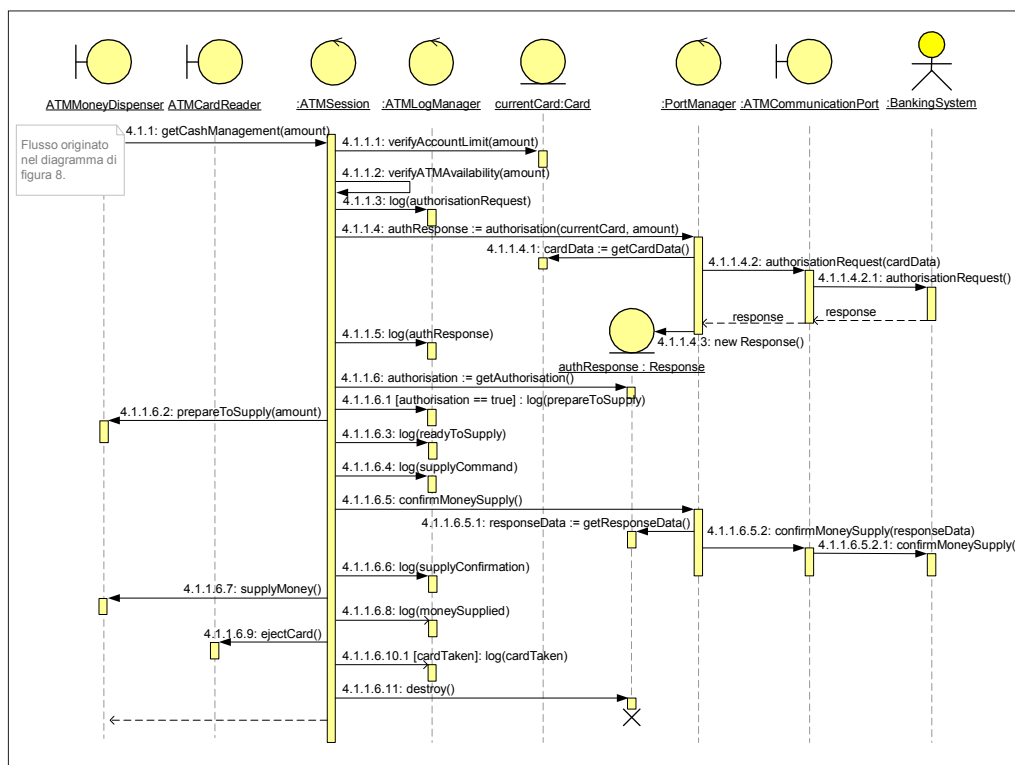 ATMMoneyDispenser
ATMCardReader
:ATMSession
:ATMLogManager
currentCard:Card
:PortManager
:ATMCommunicationPort
:BankingSystem
Flusso originato
nel diagramma di
figura 8.
4.1.1: getCashManagement(amount)
4.1.1.1: verifyAccountLimit(amount)
4.1.1.2: verifyATMAvailability(amount)
4.1.1.3: log(authorisationRequest)
4.1.1.4: authResponse := authorisation(currentCard, amount)
4.1.1.4.1: cardData := getCardData()
4.1.1.4.2: authorisationRequest(cardData)
4.1.1.4.2.1: authorisationRequest()
response
response
4.1.1.4.3: new Response()
4.1.1.5: log(authResponse)
authResponse : Response
4.1.1.6: authorisation := getAuthorisation()
4.1.1.6.1 [authorisation == true] : log(prepareToSupply)
4.1.1.6.2: prepareToSupply(amount)
4.1.1.6.3: log(readyToSupply)
4.1.1.6.4: log(supplyCommand)
4.1.1.6.5: confirmMoneySupply()
4.1.1.6.5.1: responseData := getResponseData()
4.1.1.6.5.2: confirmMoneySupply(responseData)
4.1.1.6.5.2.1: confirmMoneySupply(
4.1.1.6.6: log(supplyConfirmation)
4.1.1.6.7: supplyMoney()
4.1.1.6.8: log(moneySupplied)
4.1.1.6.9: ejectCard()
4.1.1.6.10.1 [cardTaken]: log(cardTaken)
4.1.1.6.11: destroy()